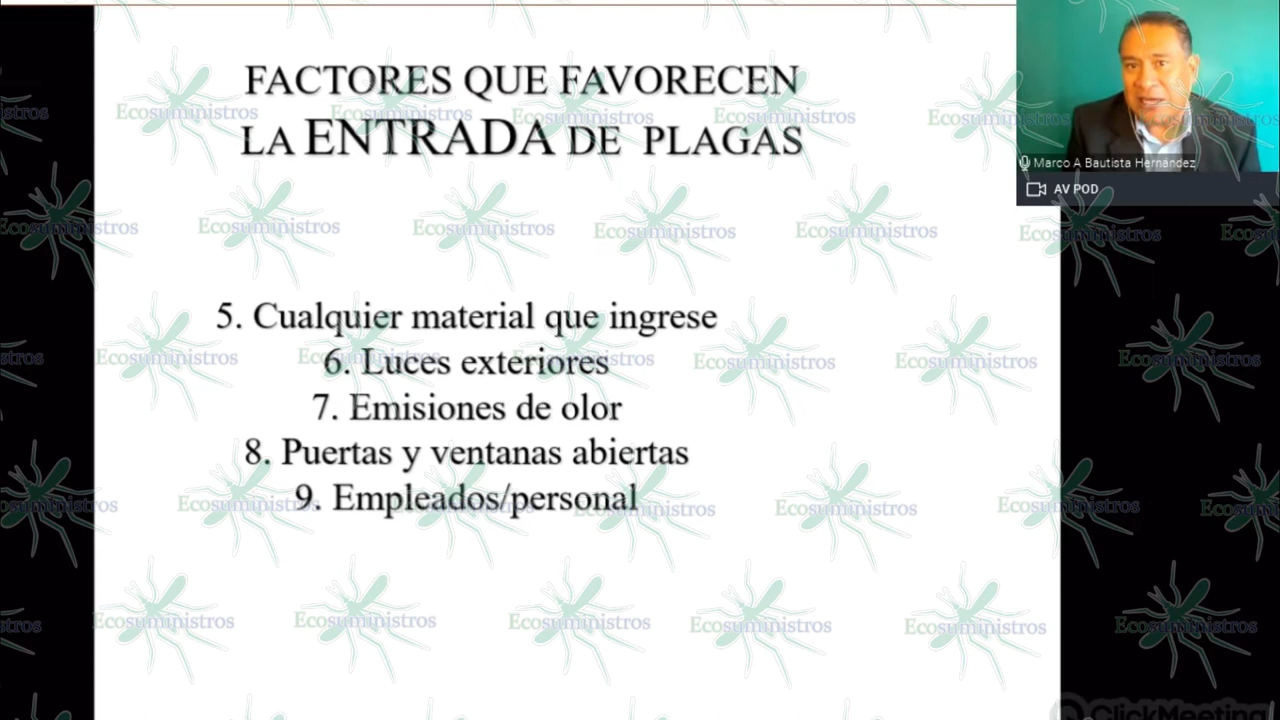 FACTORES QUE FAVORECEN
LA ENTRADA DE PLAGAS
5. Cualquier material que ingrese
6. Luces exteriores
7. Emisiones de olor
8. Puertas y ventanas abiertas
9. Empleados/personal
Marco A Bautista Hernández
AV POD
Ecosuministros
ClickMeeting